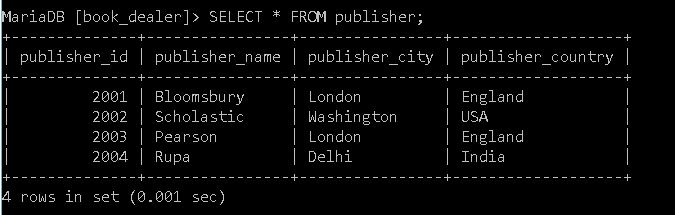 MariaDB [book_dealer]> SELECT * FROM publisher;
+--------------+----------------+----------------+-------------------+
| publisher_id | publisher_name | publisher_city | publisher_country |
+--------------+----------------+----------------+-------------------+
|         2001 | Bloomsbury     | London         | England           |
|         2002 | Scholastic     | Washington     | USA               |
|         2003 | Pearson        | London         | England           |
|         2004 | Rupa           | Delhi          | India             |
+--------------+----------------+----------------+-------------------+
4 rows in set (0.001 sec)